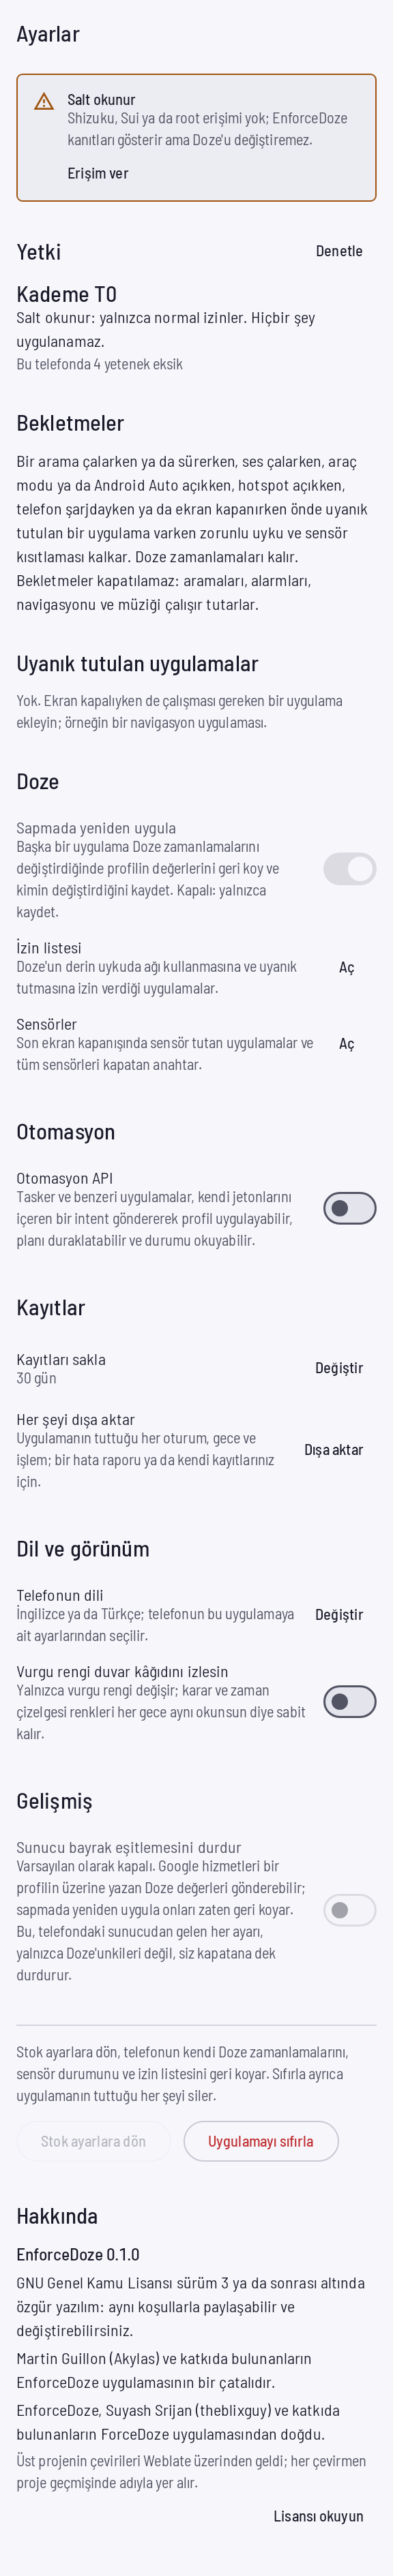 Ayarlar
Salt okunur
Shizuku, Sui ya da root erişimi yok; EnforceDoze
kanıtları gösterir ama Doze'u değiştiremez.
Erişim ver
Yetki
Denetle
Kademe T0
Salt okunur: yalnızca normal izinler. Hiçbir şey
uygulanamaz.
Bu telefonda 4 yetenek eksik
Bekletmeler
Bir arama çalarken ya da sürerken, ses çalarken, araç
modu ya da Android Auto açıkken, hotspot açıkken,
telefon şarjdayken ya da ekran kapanırken önde uyanık
tutulan bir uygulama varken zorunlu uyku ve sensör
kısıtlaması kalkar. Doze zamanlamaları kalır.
Bekletmeler kapatılamaz: aramaları, alarmları,
navigasyonu ve müziği çalışır tutarlar.
Uyanık tutulan uygulamalar
Yok. Ekran kapalıyken de çalışması gereken bir uygulama
ekleyin; örneğin bir navigasyon uygulaması.
Doze
Sapmada yeniden uygula
Başka bir uygulama Doze zamanlamalarını
değiştirdiğinde profilin değerlerini geri koy ve
kimin değiştirdiğini kaydet. Kapalı: yalnızca
kaydet.
İzin listesi
Doze'un derin uykuda ağı kullanmasına ve uyanık
tutmasına izin verdiği uygulamalar.
Aç
Sensörler
Son ekran kapanışında sensör tutan uygulamalar ve
tüm sensörleri kapatan anahtar.
Aç
Otomasyon
Otomasyon API
Tasker ve benzeri uygulamalar, kendi jetonlarını
içeren bir intent göndererek profil uygulayabilir,
planı duraklatabilir ve durumu okuyabilir.
Kayıtlar
Kayıtları sakla
30 gün
Değiştir
Her şeyi dışa aktar
Uygulamanın tuttuğu her oturum, gece ve
işlem; bir hata raporu ya da kendi kayıtlarınız
için.
Dışa aktar
Dil ve görünüm
Telefonun dili
İngilizce ya da Türkçe; telefonun bu uygulamaya
ait ayarlarından seçilir.
Değiştir
Vurgu rengi duvar kâğıdını izlesin
Yalnızca vurgu rengi değişir; karar ve zaman
çizelgesi renkleri her gece aynı okunsun diye sabit
kalır.
Gelişmiş
Sunucu bayrak eşitlemesini durdur
Varsayılan olarak kapalı. Google hizmetleri bir
profilin üzerine yazan Doze değerleri gönderebilir;
sapmada yeniden uygula onları zaten geri koyar.
Bu, telefondaki sunucudan gelen her ayarı,
yalnızca Doze'unkileri değil, siz kapatana dek
durdurur.
Stok ayarlara dön, telefonun kendi Doze zamanlamalarını,
sensör durumunu ve izin listesini geri koyar. Sıfırla ayrıca
uygulamanın tuttuğu her şeyi siler.
Stok ayarlara dön
Uygulamayı sıfırla
Hakkında
EnforceDoze 0.1.0
GNU Genel Kamu Lisansı sürüm 3 ya da sonrası altında
özgür yazılım: aynı koşullarla paylaşabilir ve
değiştirebilirsiniz.
Martin Guillon (Akylas) ve katkıda bulunanların
EnforceDoze uygulamasının bir çatalıdır.
EnforceDoze, Suyash Srijan (theblixguy) ve katkıda
bulunanların ForceDoze uygulamasından doğdu.
Üst projenin çevirileri Weblate üzerinden geldi; her çevirmen
proje geçmişinde adıyla yer alır.
Lisansı okuyun